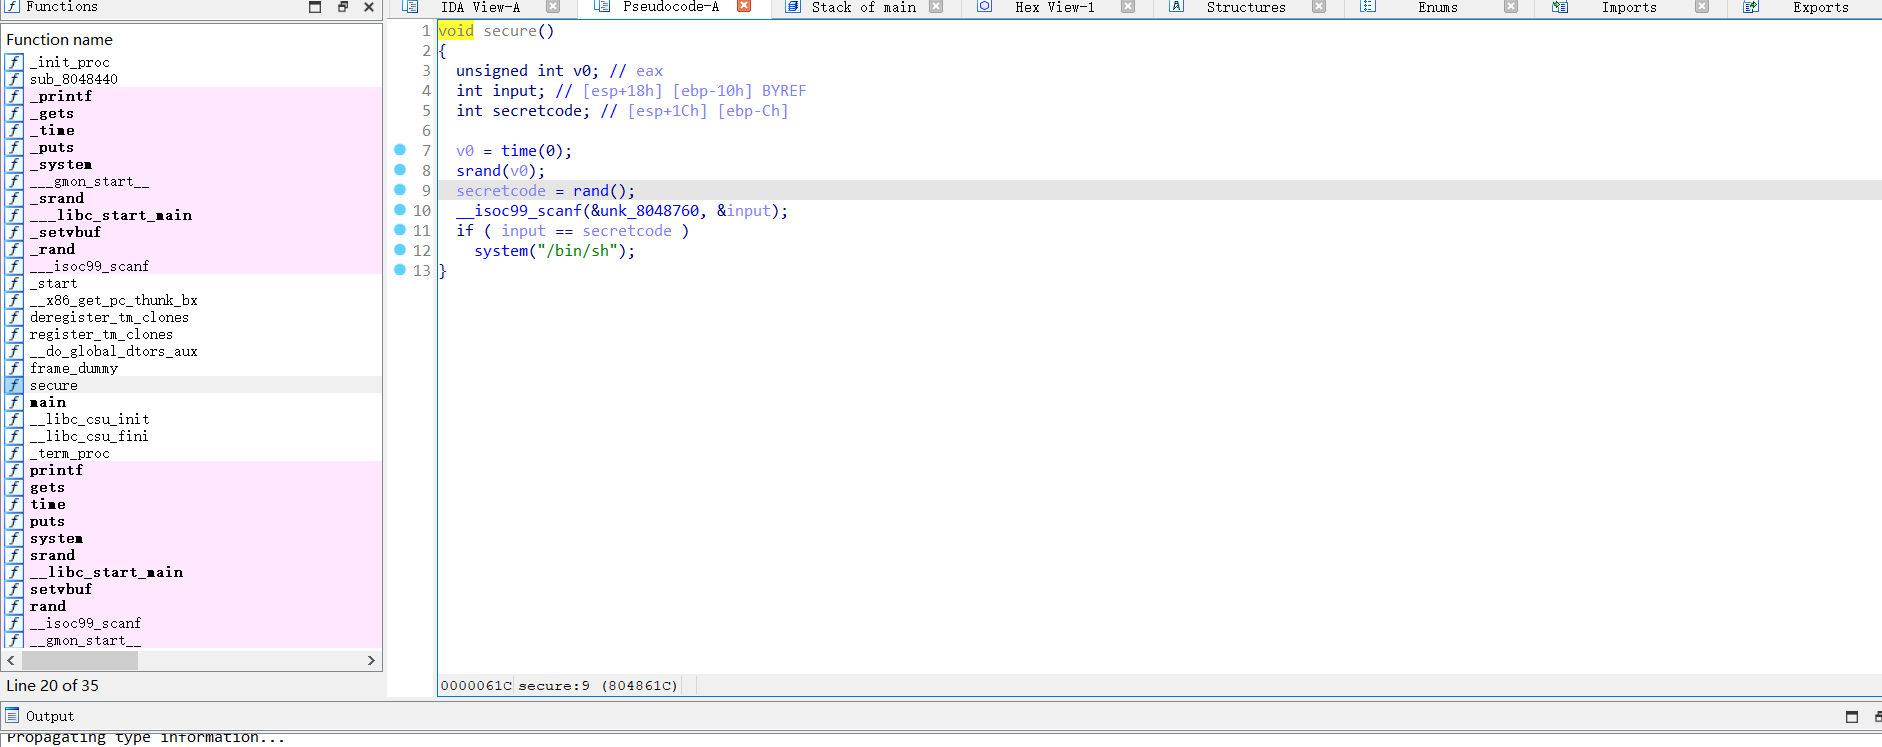 Functions
Function name
_init_proc
sub_8048440
_printf
_gets
_time
_puts
_system
___gmon_start__
_srand
___libc_start_main
_setvbuf
_rand
___isoc99_scanf
_start
__x86_get_pc_thunk_bx
deregister_tm_clones
register_tm_clones
__do_global_dtors_aux
frame_dummy
secure
main
__libc_csu_init
__libc_csu_fini
_term_proc
printf
gets
time
puts
system
srand
__libc_start_main
setvbuf
rand
__isoc99_scanf
__gmon_start__
Line 20 of 35
IDA View-A Pseudocode-A Stack of main Hex View-1 Structures Enums Imports Exports
1 void secure()
2 {
3 unsigned int v0; // eax
4 int input; // [esp+18h] [ebp-10h] BYREF
5 int secretcode; // [esp+1Ch] [ebp-Ch]
6
7 v0 = time(0);
8 srand(v0);
9 secretcode = rand();
10 __isoc99_scanf(&unk_8048760, &input);
11 if ( input == secretcode )
12 system("/bin/sh");
13 }
0000061C secure:9 (804861C)
Output
Propagating type information...